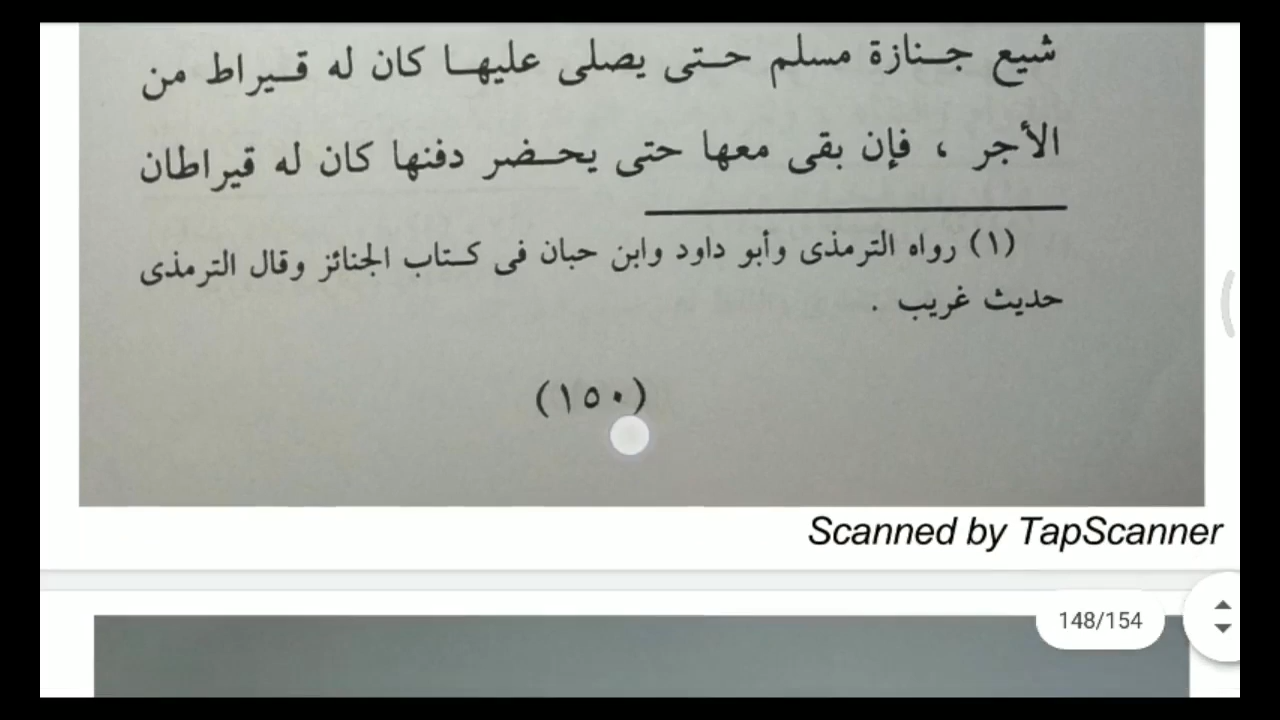 شيع جنازة مسلم حتى يصلى عليها كان له قيراط من
الأجر ، فإن بقى معها حتى يحضر دفنها كان له قيراطان
(١) رواه الترمذى وأبو داود وابن حبان فى كتاب الجنائز وقال الترمذى
حديث غريب .
(١٥٠)
Scanned by TapScanner
148/154